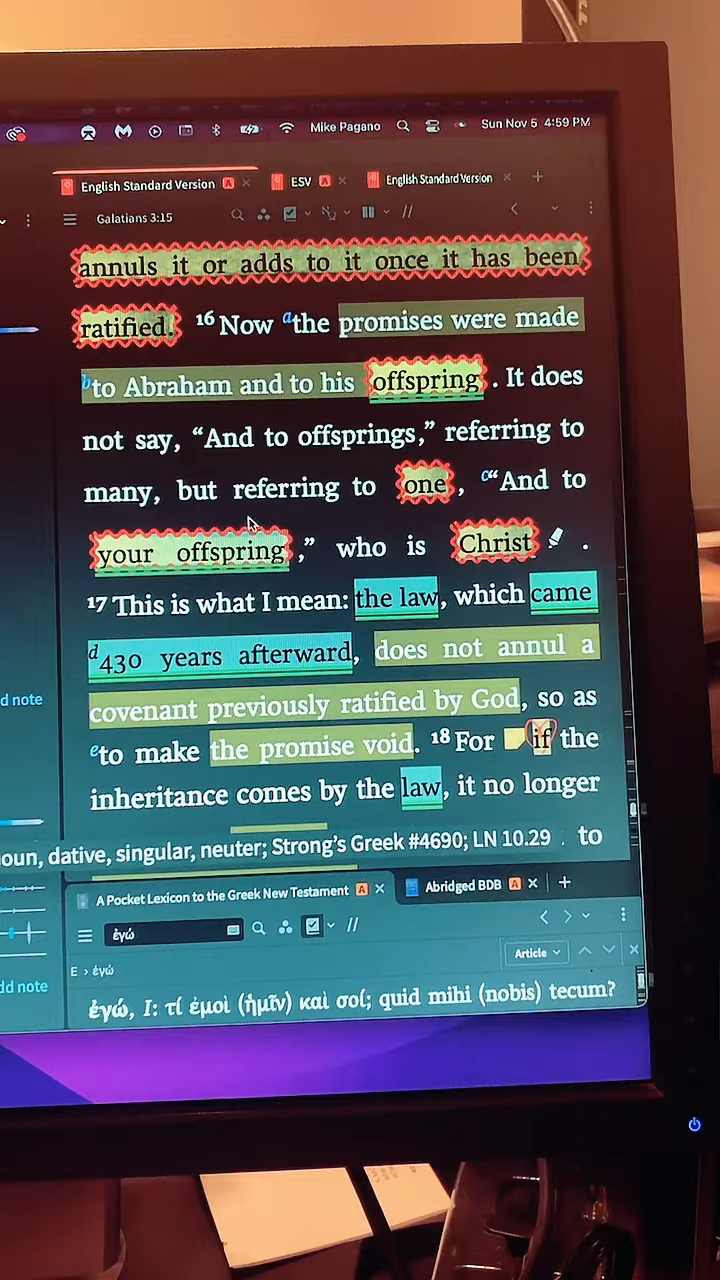 Mike Pagano Sun Nov 5 4:59 PM
English Standard Version A × ESV A × English Standard Version × +
Galatians 3:15
annuls it or adds to it once it has been
ratified. 16 Now a the promises were made
b to Abraham and to his offspring . It does
not say, “And to offsprings,” referring to
many, but referring to one , c “And to
your offspring ,” who is Christ .
17 This is what I mean: the law, which came
d 430 years afterward, does not annul a
covenant previously ratified by God, so as
e to make the promise void. 18 For if the
d note
inheritance comes by the law, it no longer
oun, dative, singular, neuter; Strong’s Greek #4690; LN 10.29 . to
A Pocket Lexicon to the Greek New Testament A × Abridged BDB A × +
ἐγώ
Article
E › ἐγώ
dd note
ἐγώ, I: τί ἐμοὶ (ἡμῖν) καὶ σοί; quid mihi (nobis) tecum?